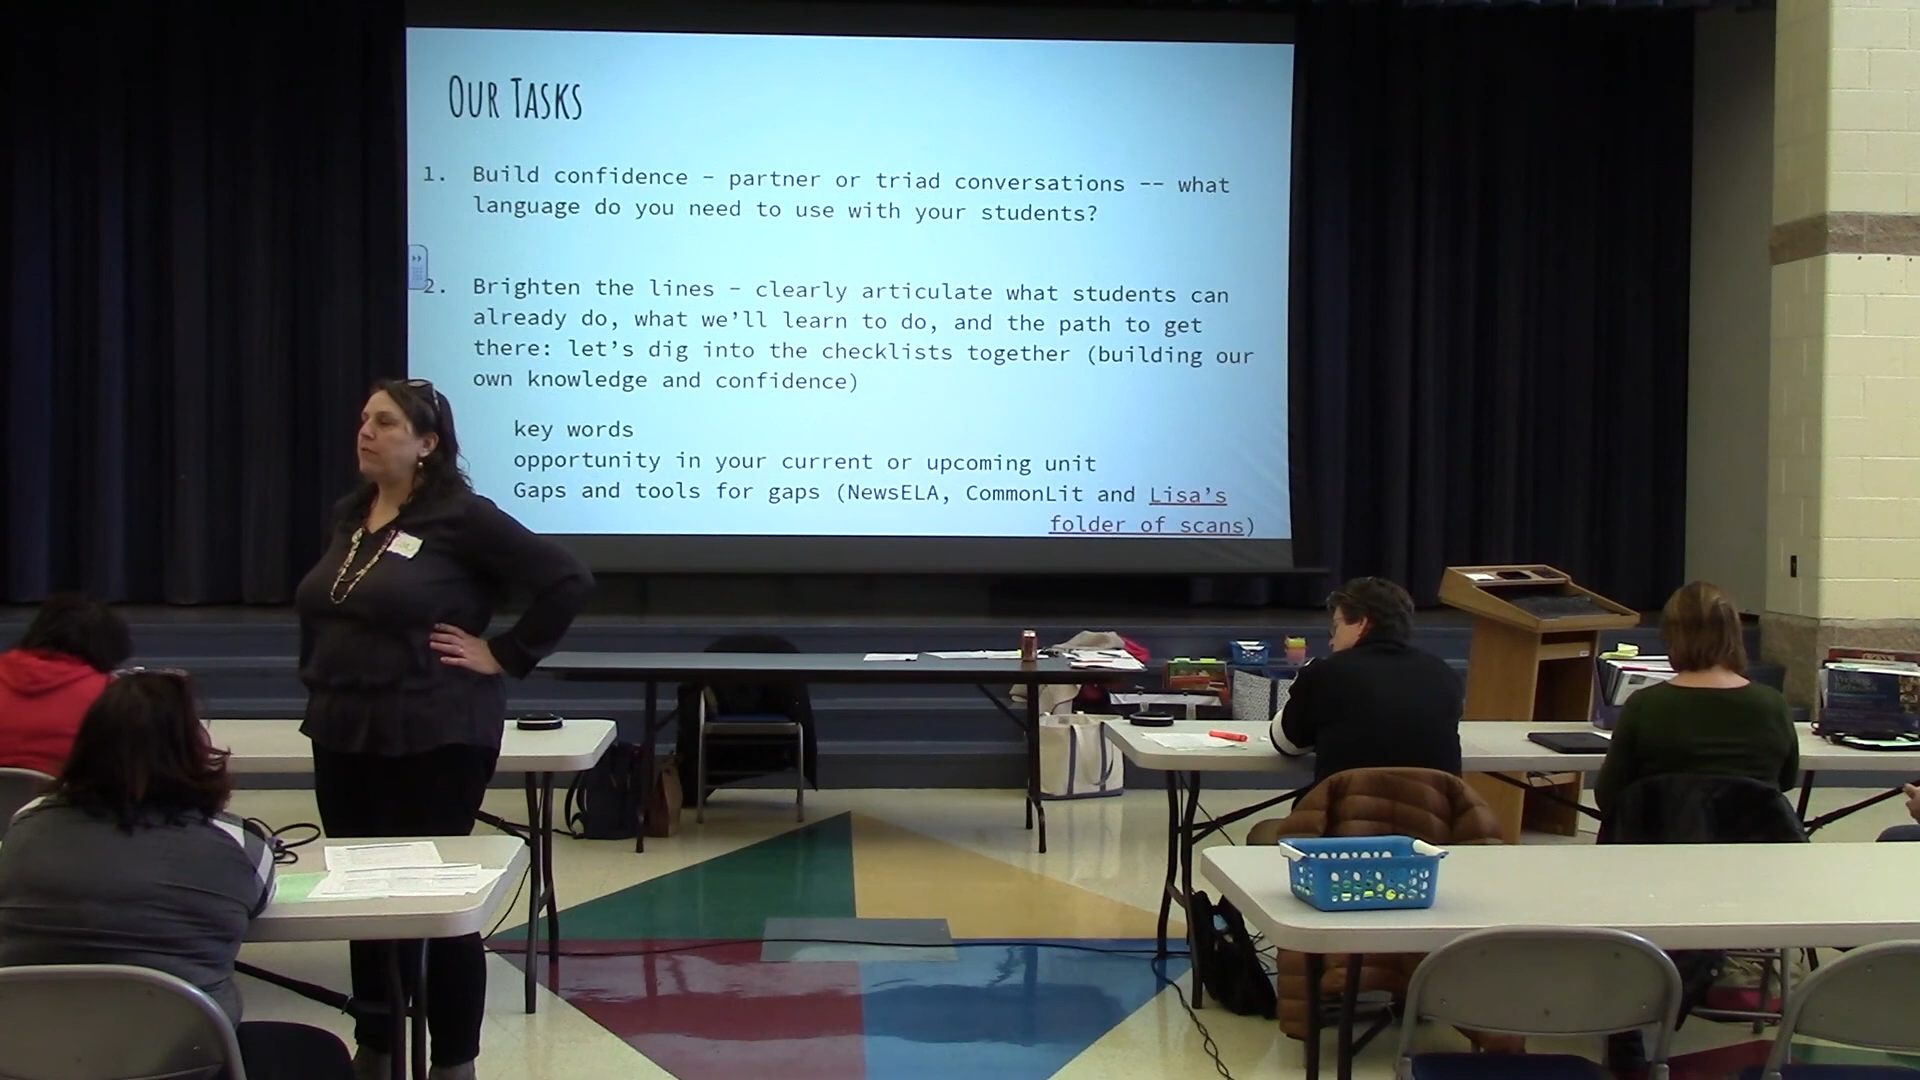 Our Tasks
1. Build confidence – partner or triad conversations -- what
language do you need to use with your students?
2. Brighten the lines – clearly articulate what students can
already do, what we’ll learn to do, and the path to get
there: let’s dig into the checklists together (building our
own knowledge and confidence)
key words
opportunity in your current or upcoming unit
Gaps and tools for gaps (NewsELA, CommonLit and Lisa’s
folder of scans)